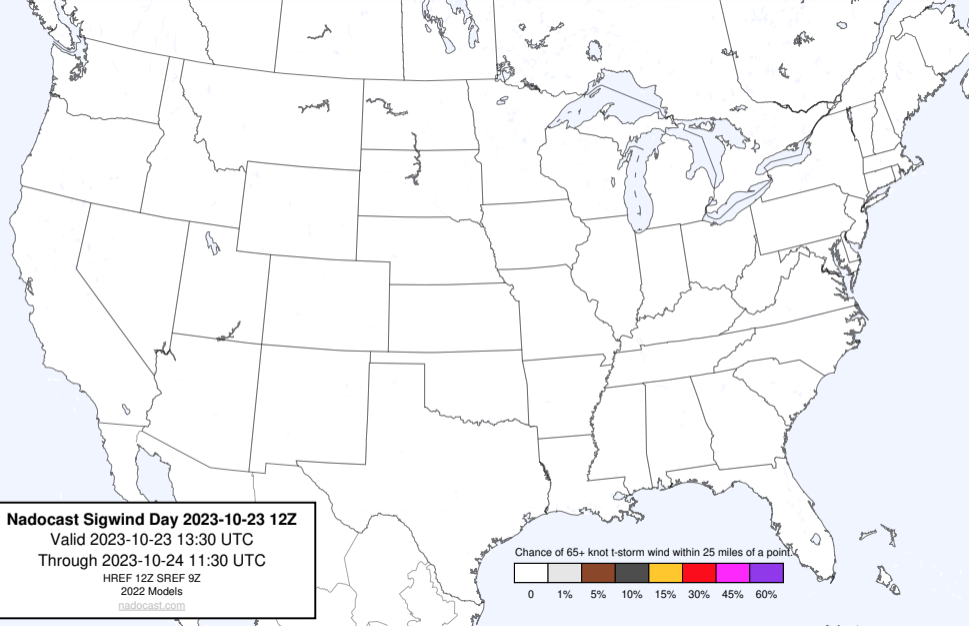 Nadocast Sigwind Day 2023-10-23 12Z
Valid 2023-10-23 13:30 UTC
Through 2023-10-24 11:30 UTC
HREF 12Z SREF 9Z
2022 Models
nadocast.com
Chance of 65+ knot t-storm wind within 25 miles of a point.
0 1% 5% 10% 15% 30% 45% 60%